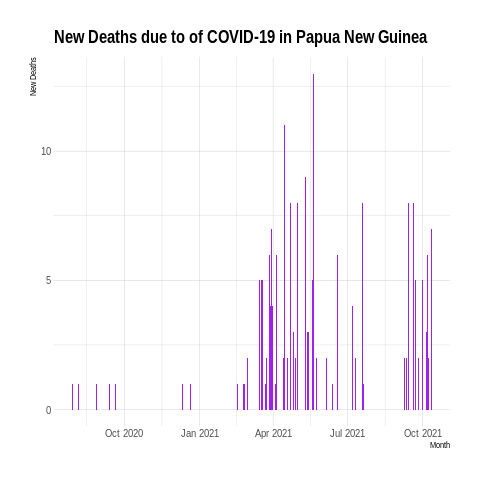 New Deaths due to of COVID-19 in Papua New Guinea
New Deaths
10
5
0
Oct 2020 Jan 2021 Apr 2021 Jul 2021 Oct 2021
Month